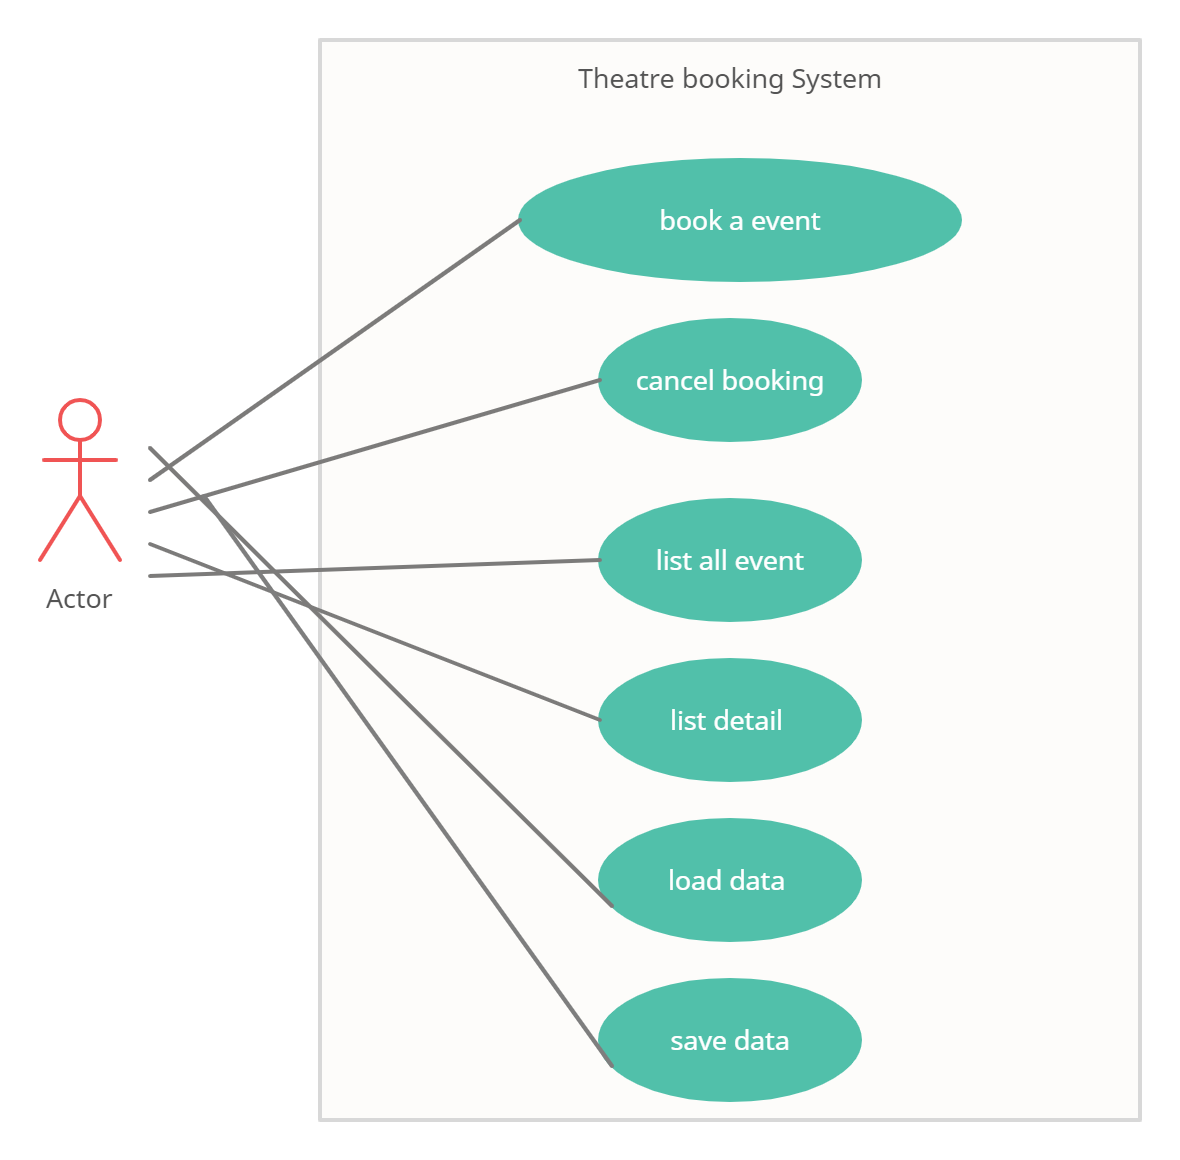 Theatre booking System
book a event
cancel booking
list all event
Actor
list detail
load data
save data